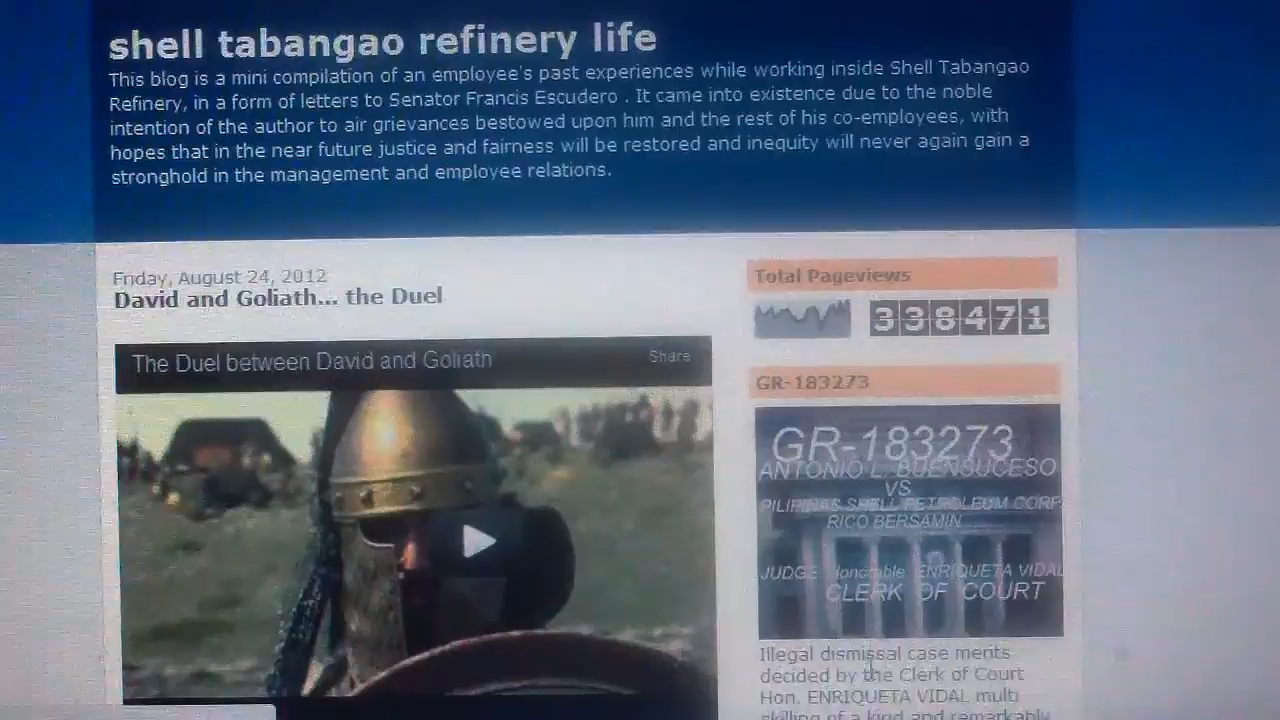 shell tabangao refinery life
This blog is a mini compilation of an employee's past experiences while working inside Shell Tabangao
Refinery, in a form of letters to Senator Francis Escudero . It came into existence due to the noble
intention of the author to air grievances bestowed upon him and the rest of his co-employees, with
hopes that in the near future justice and fairness will be restored and inequity will never again gain a
stronghold in the management and employee relations.
Friday, August 24, 2012
David and Goliath... the Duel
The Duel between David and Goliath
Share
Total Pageviews
338471
GR-183273
GR-183273
ANTONIO L. BUENSUCESO
VS
PILIPINAS SHELL PETROLEUM CORP
RICO BERSAMIN
JUDGE Honorable ENRIQUETA VIDAL
CLERK OF COURT
Illegal dismissal case merits
decided by the Clerk of Court
Hon. ENRIQUETA VIDAL multi
skilling of a kind and remarkably